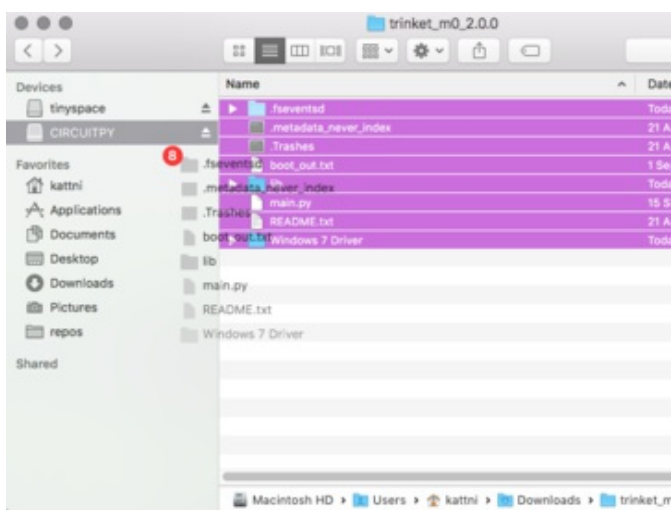 trinket_m0_2.0.0
Name
Date
Devices
tinyspace
CIRCUITPY
Favorites
kattni
Applications
Documents
Desktop
Downloads
Pictures
repos
Shared
.fseventsd
Toda
.metadata_never_index
21 A
.Trashes
21 A
boot_out.txt
1 Se
lib
Toda
main.py
15 S
README.txt
21 A
Windows 7 Driver
Toda
8
.fseventsd
.metadata_never_index
.Trashes
boot_out.txt
lib
main.py
README.txt
Windows 7 Driver
Macintosh HD Users kattni Downloads trinket_m